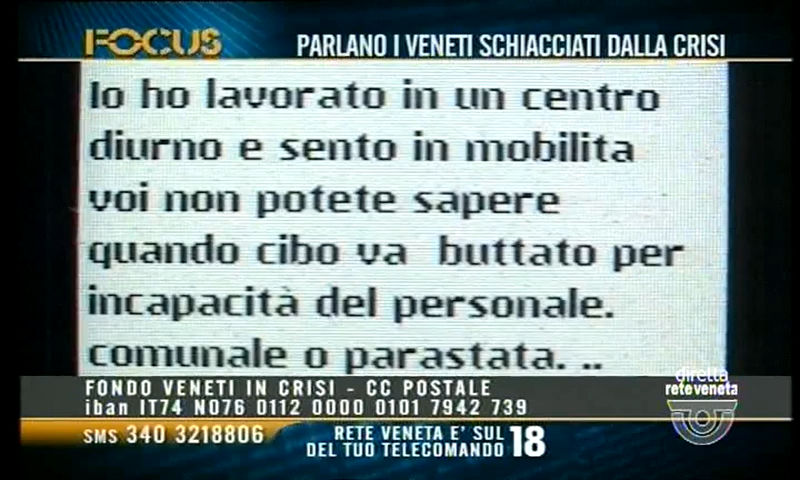 FOCUS
PARLANO I VENETI SCHIACCIATI DALLA CRISI
Io ho lavorato in un centro
diurno e sento in mobilita
voi non potete sapere
quando cibo va buttato per
incapacità del personale.
comunale o parastata. ..
diretta
reteveneta
FONDO VENETI IN CRISI - CC POSTALE
iban IT74 N076 0112 0000 0101 7942 739
SMS 340 3218806
RETE VENETA E' SUL
DEL TUO TELECOMANDO 18